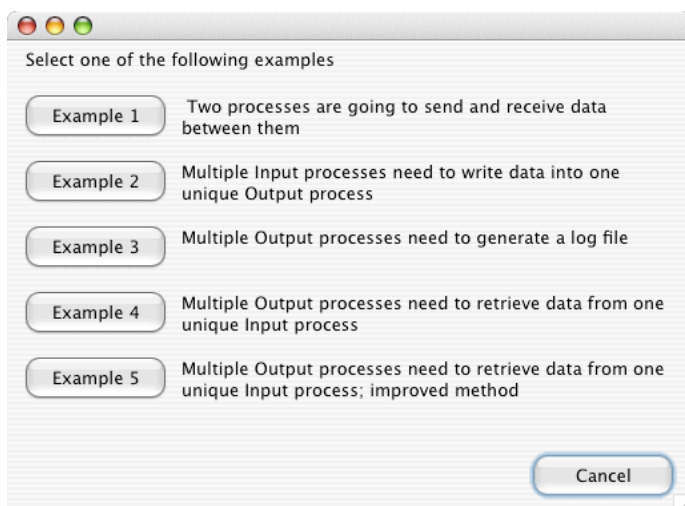 Select one of the following examples
Example 1
Two processes are going to send and receive data
between them
Example 2
Multiple Input processes need to write data into one
unique Output process
Example 3
Multiple Output processes need to generate a log file
Example 4
Multiple Output processes need to retrieve data from one
unique Input process
Example 5
Multiple Output processes need to retrieve data from one
unique Input process; improved method
Cancel